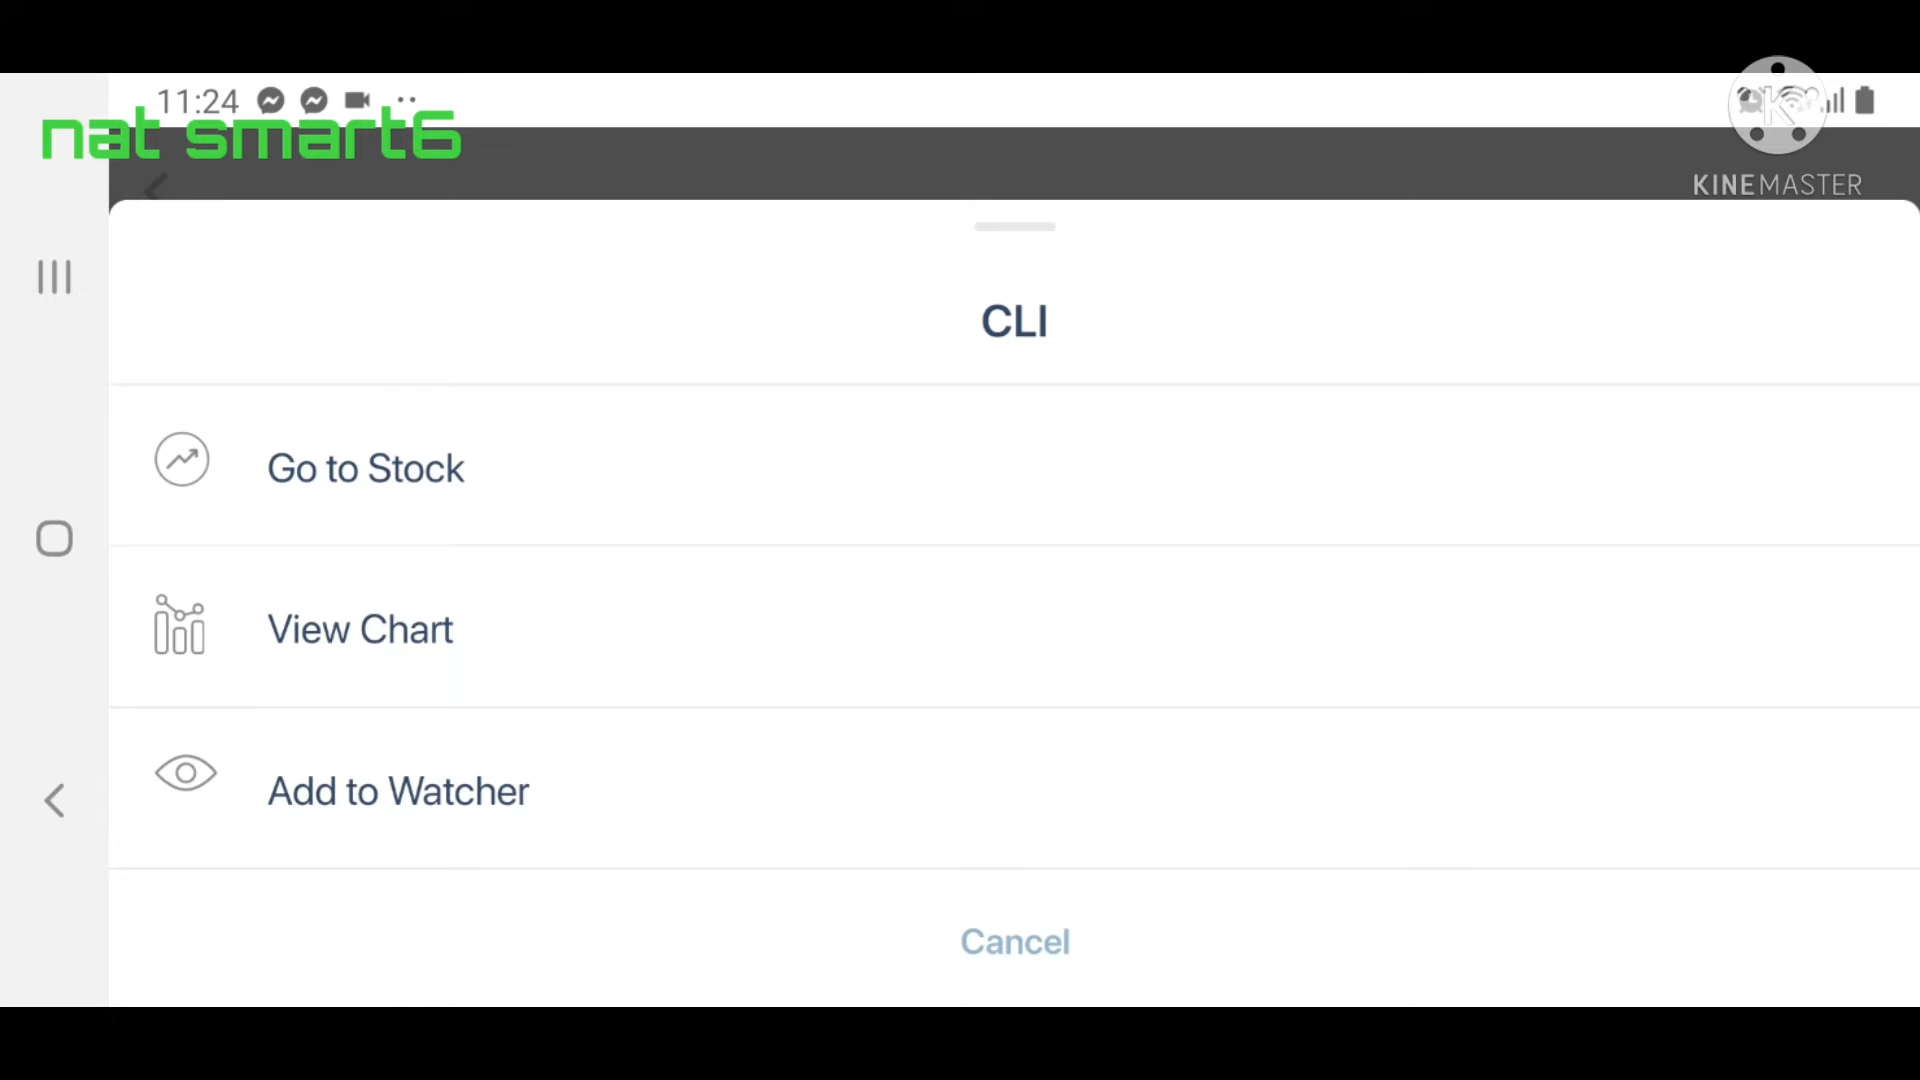 11:24
nat smart6
KINEMASTER
CLI
Go to Stock
View Chart
Add to Watcher
Cancel